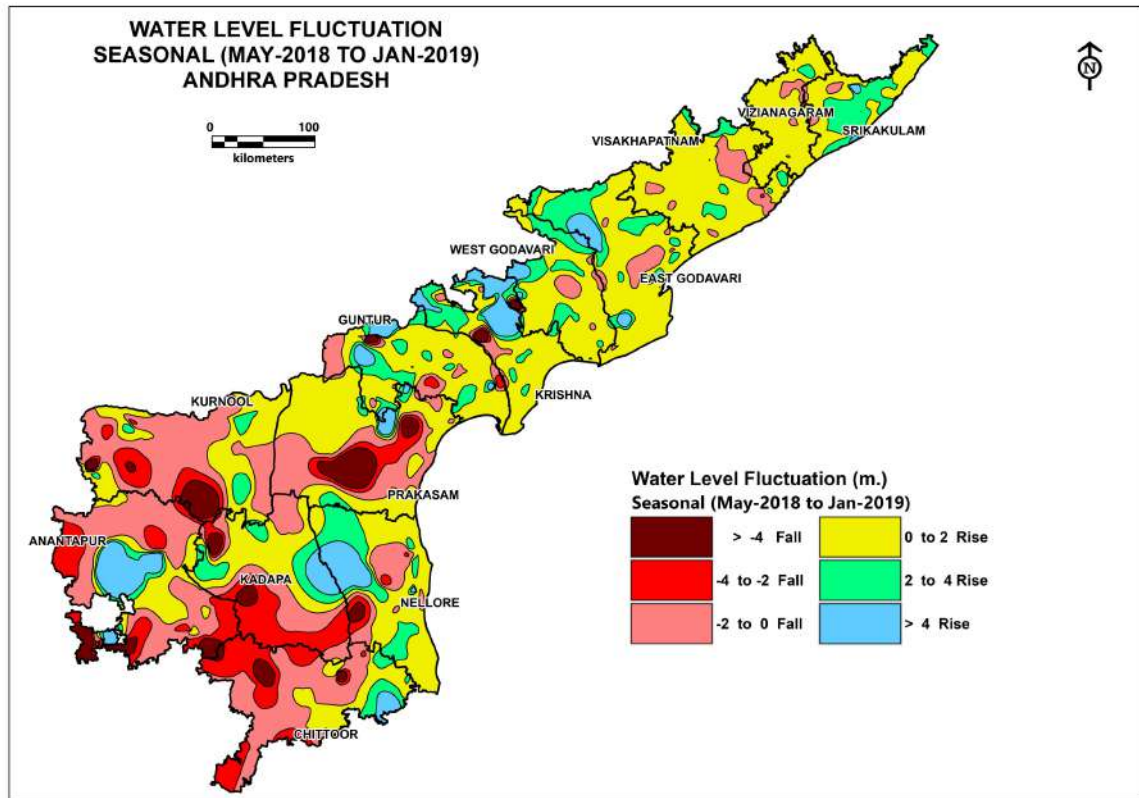 WATER LEVEL FLUCTUATION
SEASONAL (MAY-2018 TO JAN-2019)
ANDHRA PRADESH
0 100
kilometers
N
VIZIANAGARAM
SRIKAKULAM
VISAKHAPATNAM
WEST GODAVARI
EAST GODAVARI
GUNTUR
KRISHNA
KURNOOL
PRAKASAM
ANANTAPUR
KADAPA
NELLORE
CHITTOOR
Water Level Fluctuation (m.)
Seasonal (May-2018 to Jan-2019)
> -4 Fall
0 to 2 Rise
-4 to -2 Fall
2 to 4 Rise
-2 to 0 Fall
> 4 Rise